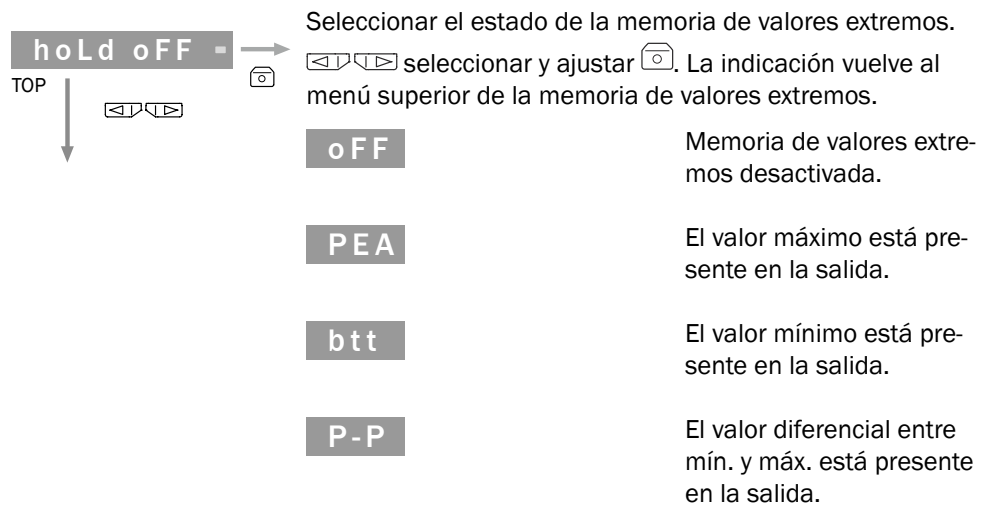 Seleccionar el estado de la memoria de valores extremos.
hoLd oFF -
seleccionar y ajustar . La indicación vuelve al
TOP
menú superior de la memoria de valores extremos.
oFF
Memoria de valores extre-
mos desactivada.
PEA
El valor máximo está pre-
sente en la salida.
btt
El valor mínimo está pre-
sente en la salida.
P-P
El valor diferencial entre
mín. y máx. está presente
en la salida.